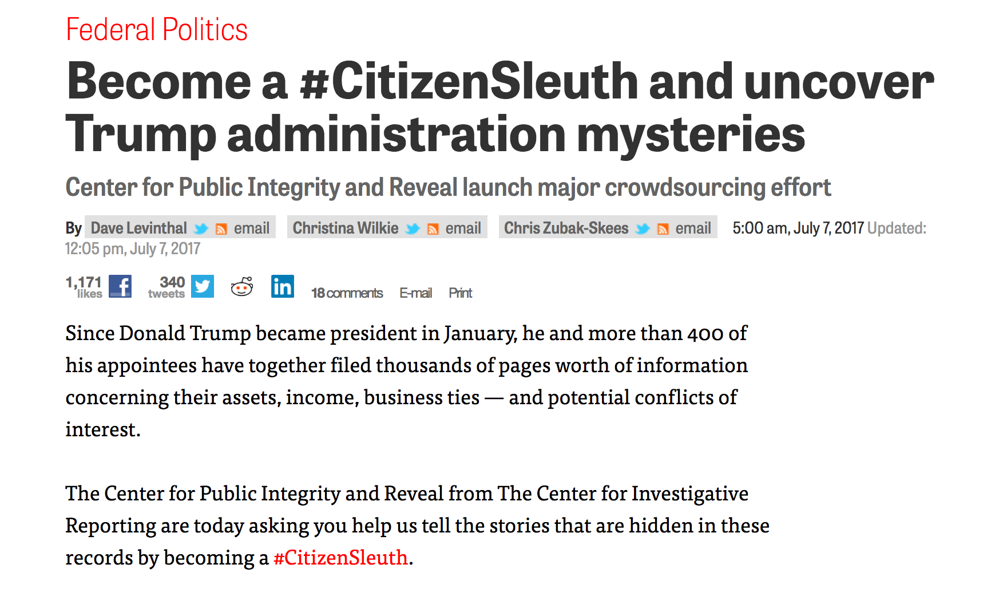 Federal Politics
Become a #CitizenSleuth and uncover
Trump administration mysteries
Center for Public Integrity and Reveal launch major crowdsourcing effort
By Dave Levinthal email Christina Wilkie email Chris Zubak-Skees email 5:00 am, July 7, 2017 Updated:
12:05 pm, July 7, 2017
1,171 likes f 340 tweets in 18 comments E-mail Print
Since Donald Trump became president in January, he and more than 400 of
his appointees have together filed thousands of pages worth of information
concerning their assets, income, business ties — and potential conflicts of
interest.
The Center for Public Integrity and Reveal from The Center for Investigative
Reporting are today asking you help us tell the stories that are hidden in these
records by becoming a #CitizenSleuth.